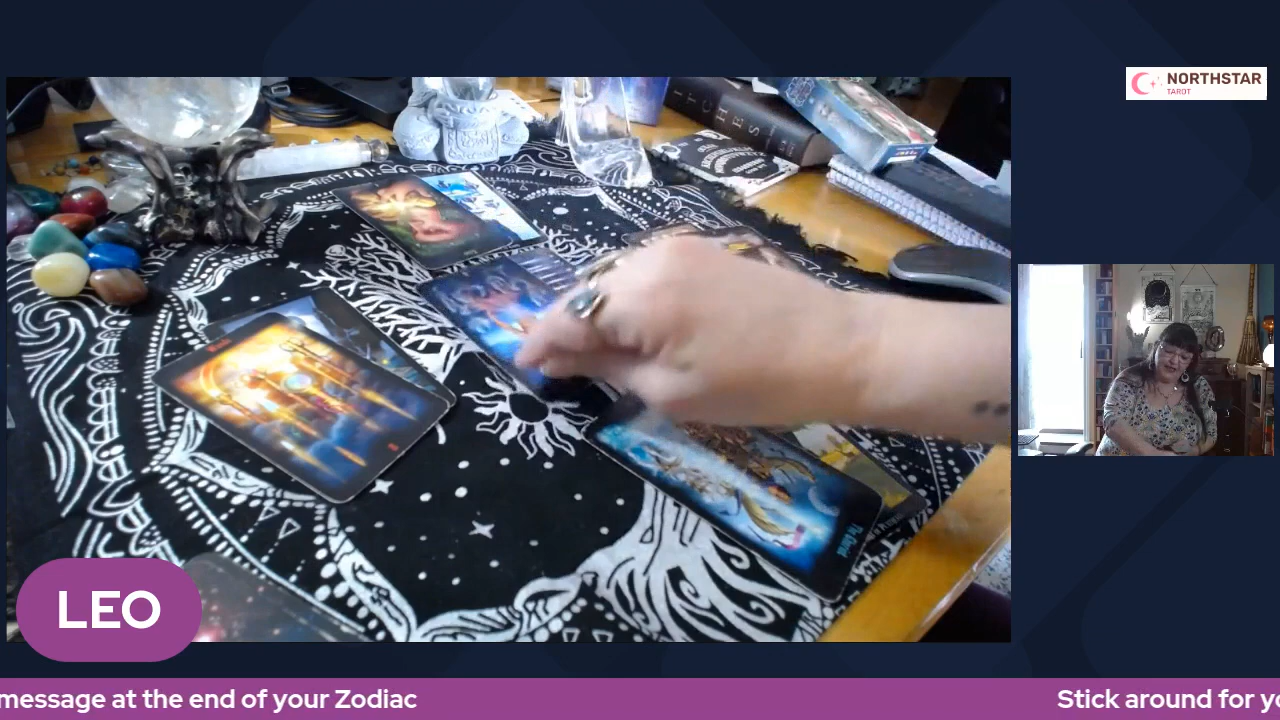 NORTHSTAR
TAROT
LEO
message at the end of your Zodiac
Stick around for yo